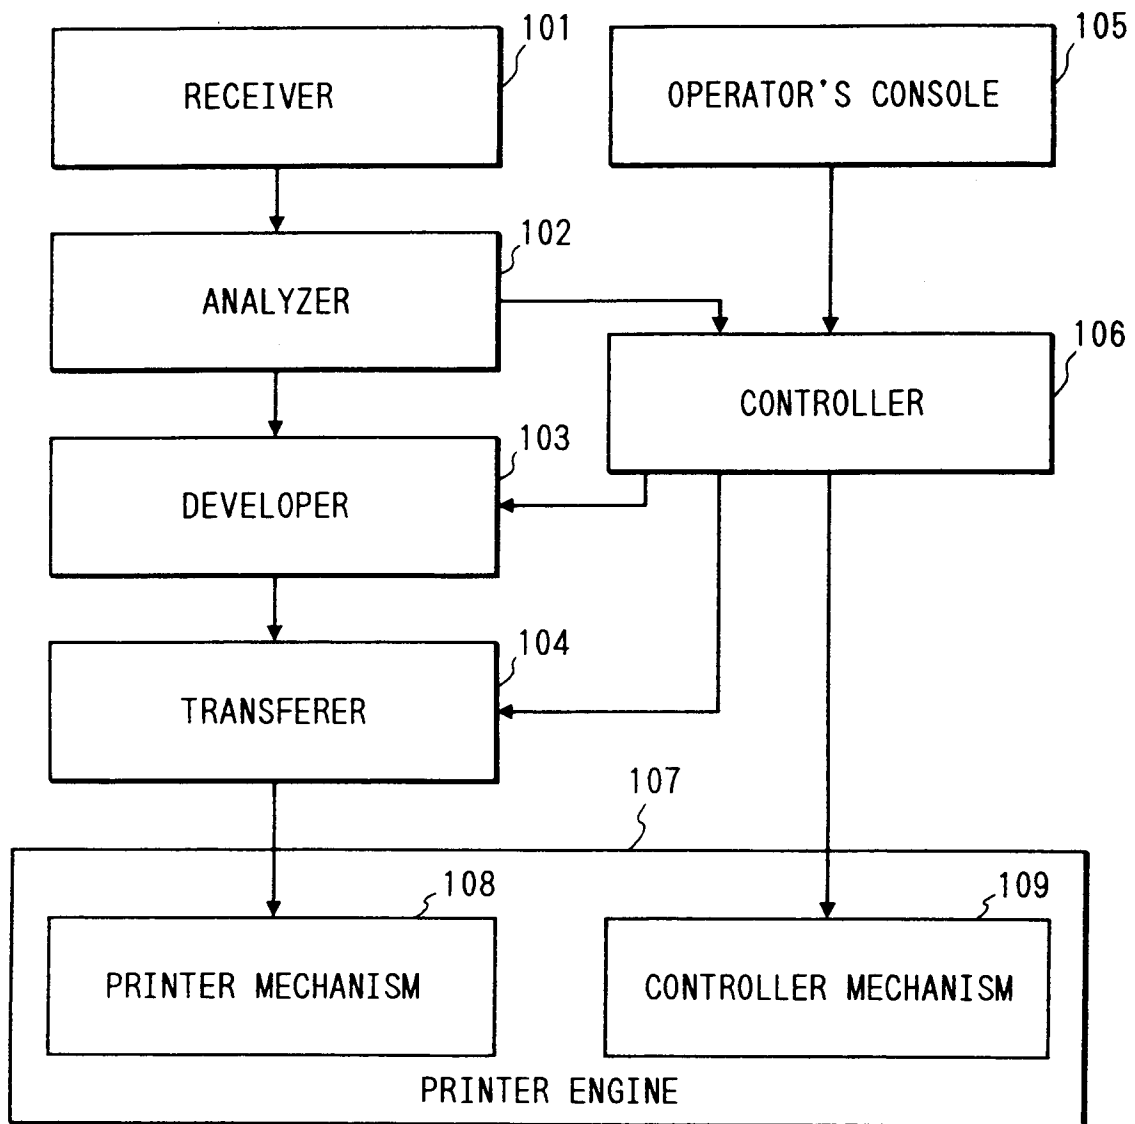 101
RECEIVER
105
OPERATOR'S CONSOLE
102
ANALYZER
106
CONTROLLER
103
DEVELOPER
104
TRANSFERER
107
108
PRINTER MECHANISM
109
CONTROLLER MECHANISM
PRINTER ENGINE